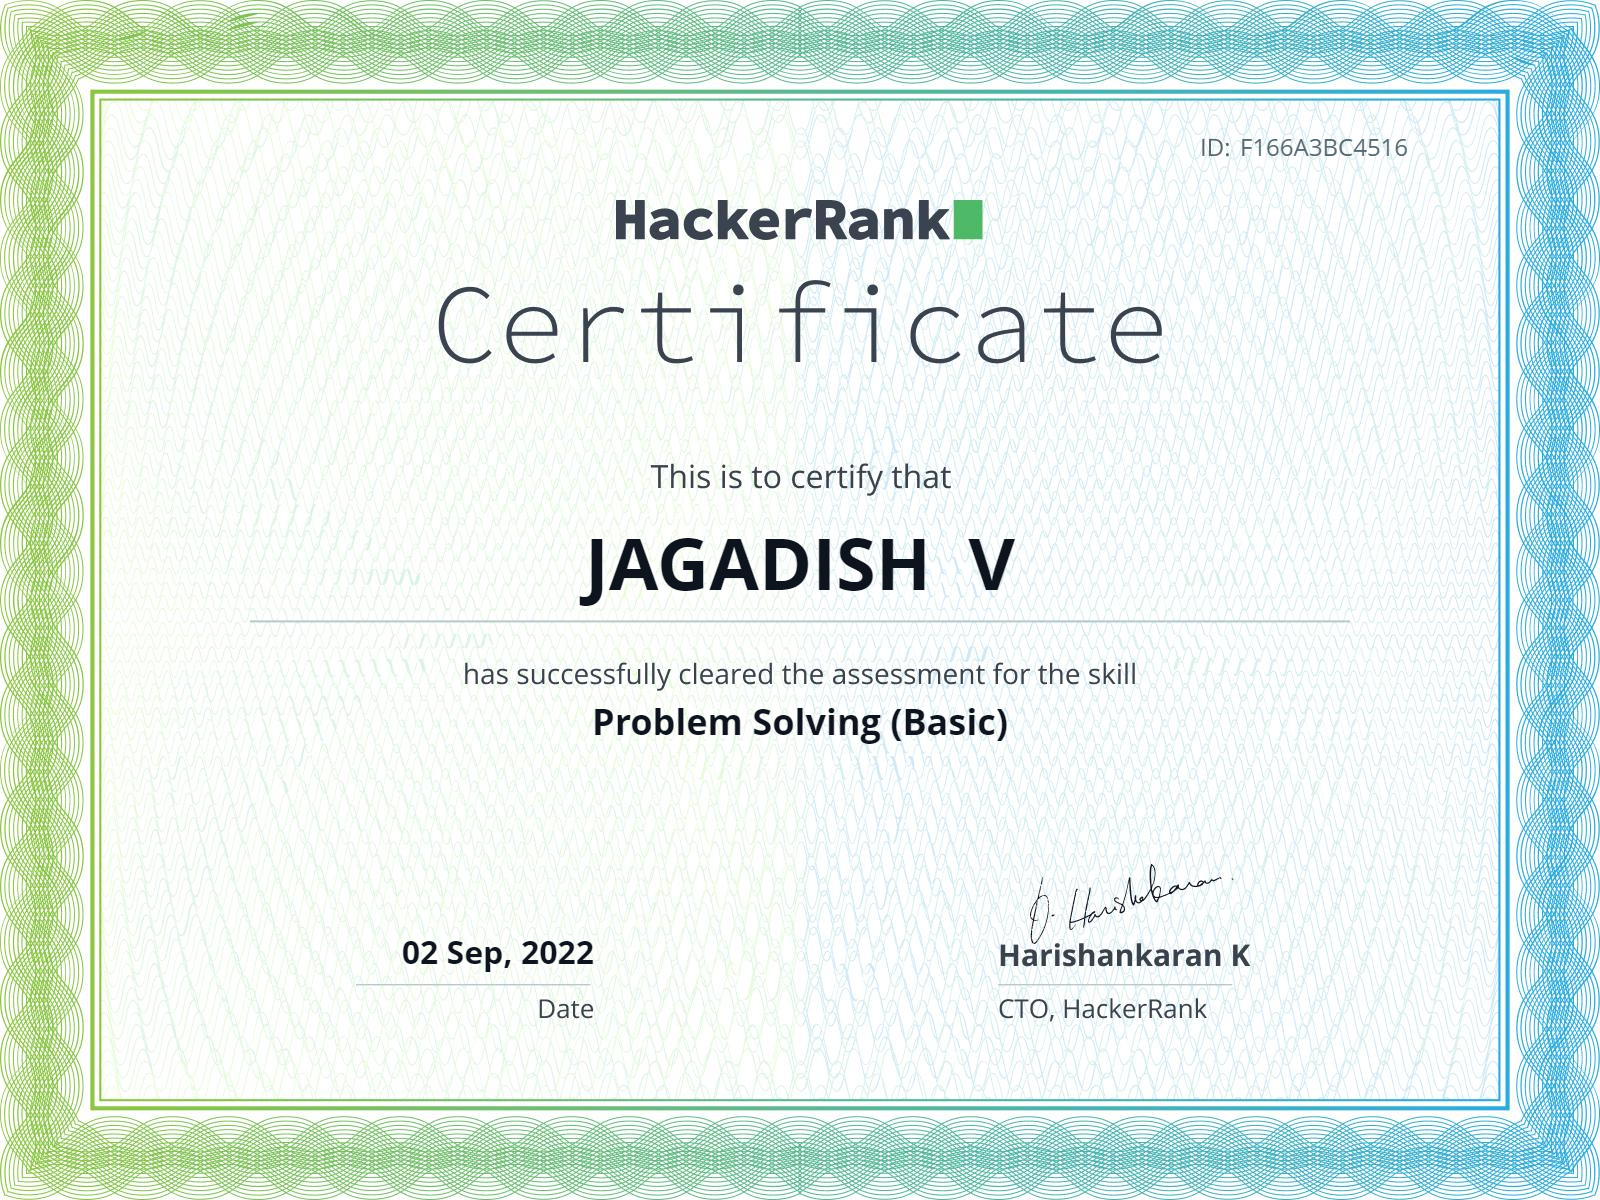 ID: F166A3BC4516
HackerRank
Certificate
This is to certify that
JAGADISH V
has successfully cleared the assessment for the skill
Problem Solving (Basic)
02 Sep, 2022
Date
Harishankaran K
CTO, HackerRank